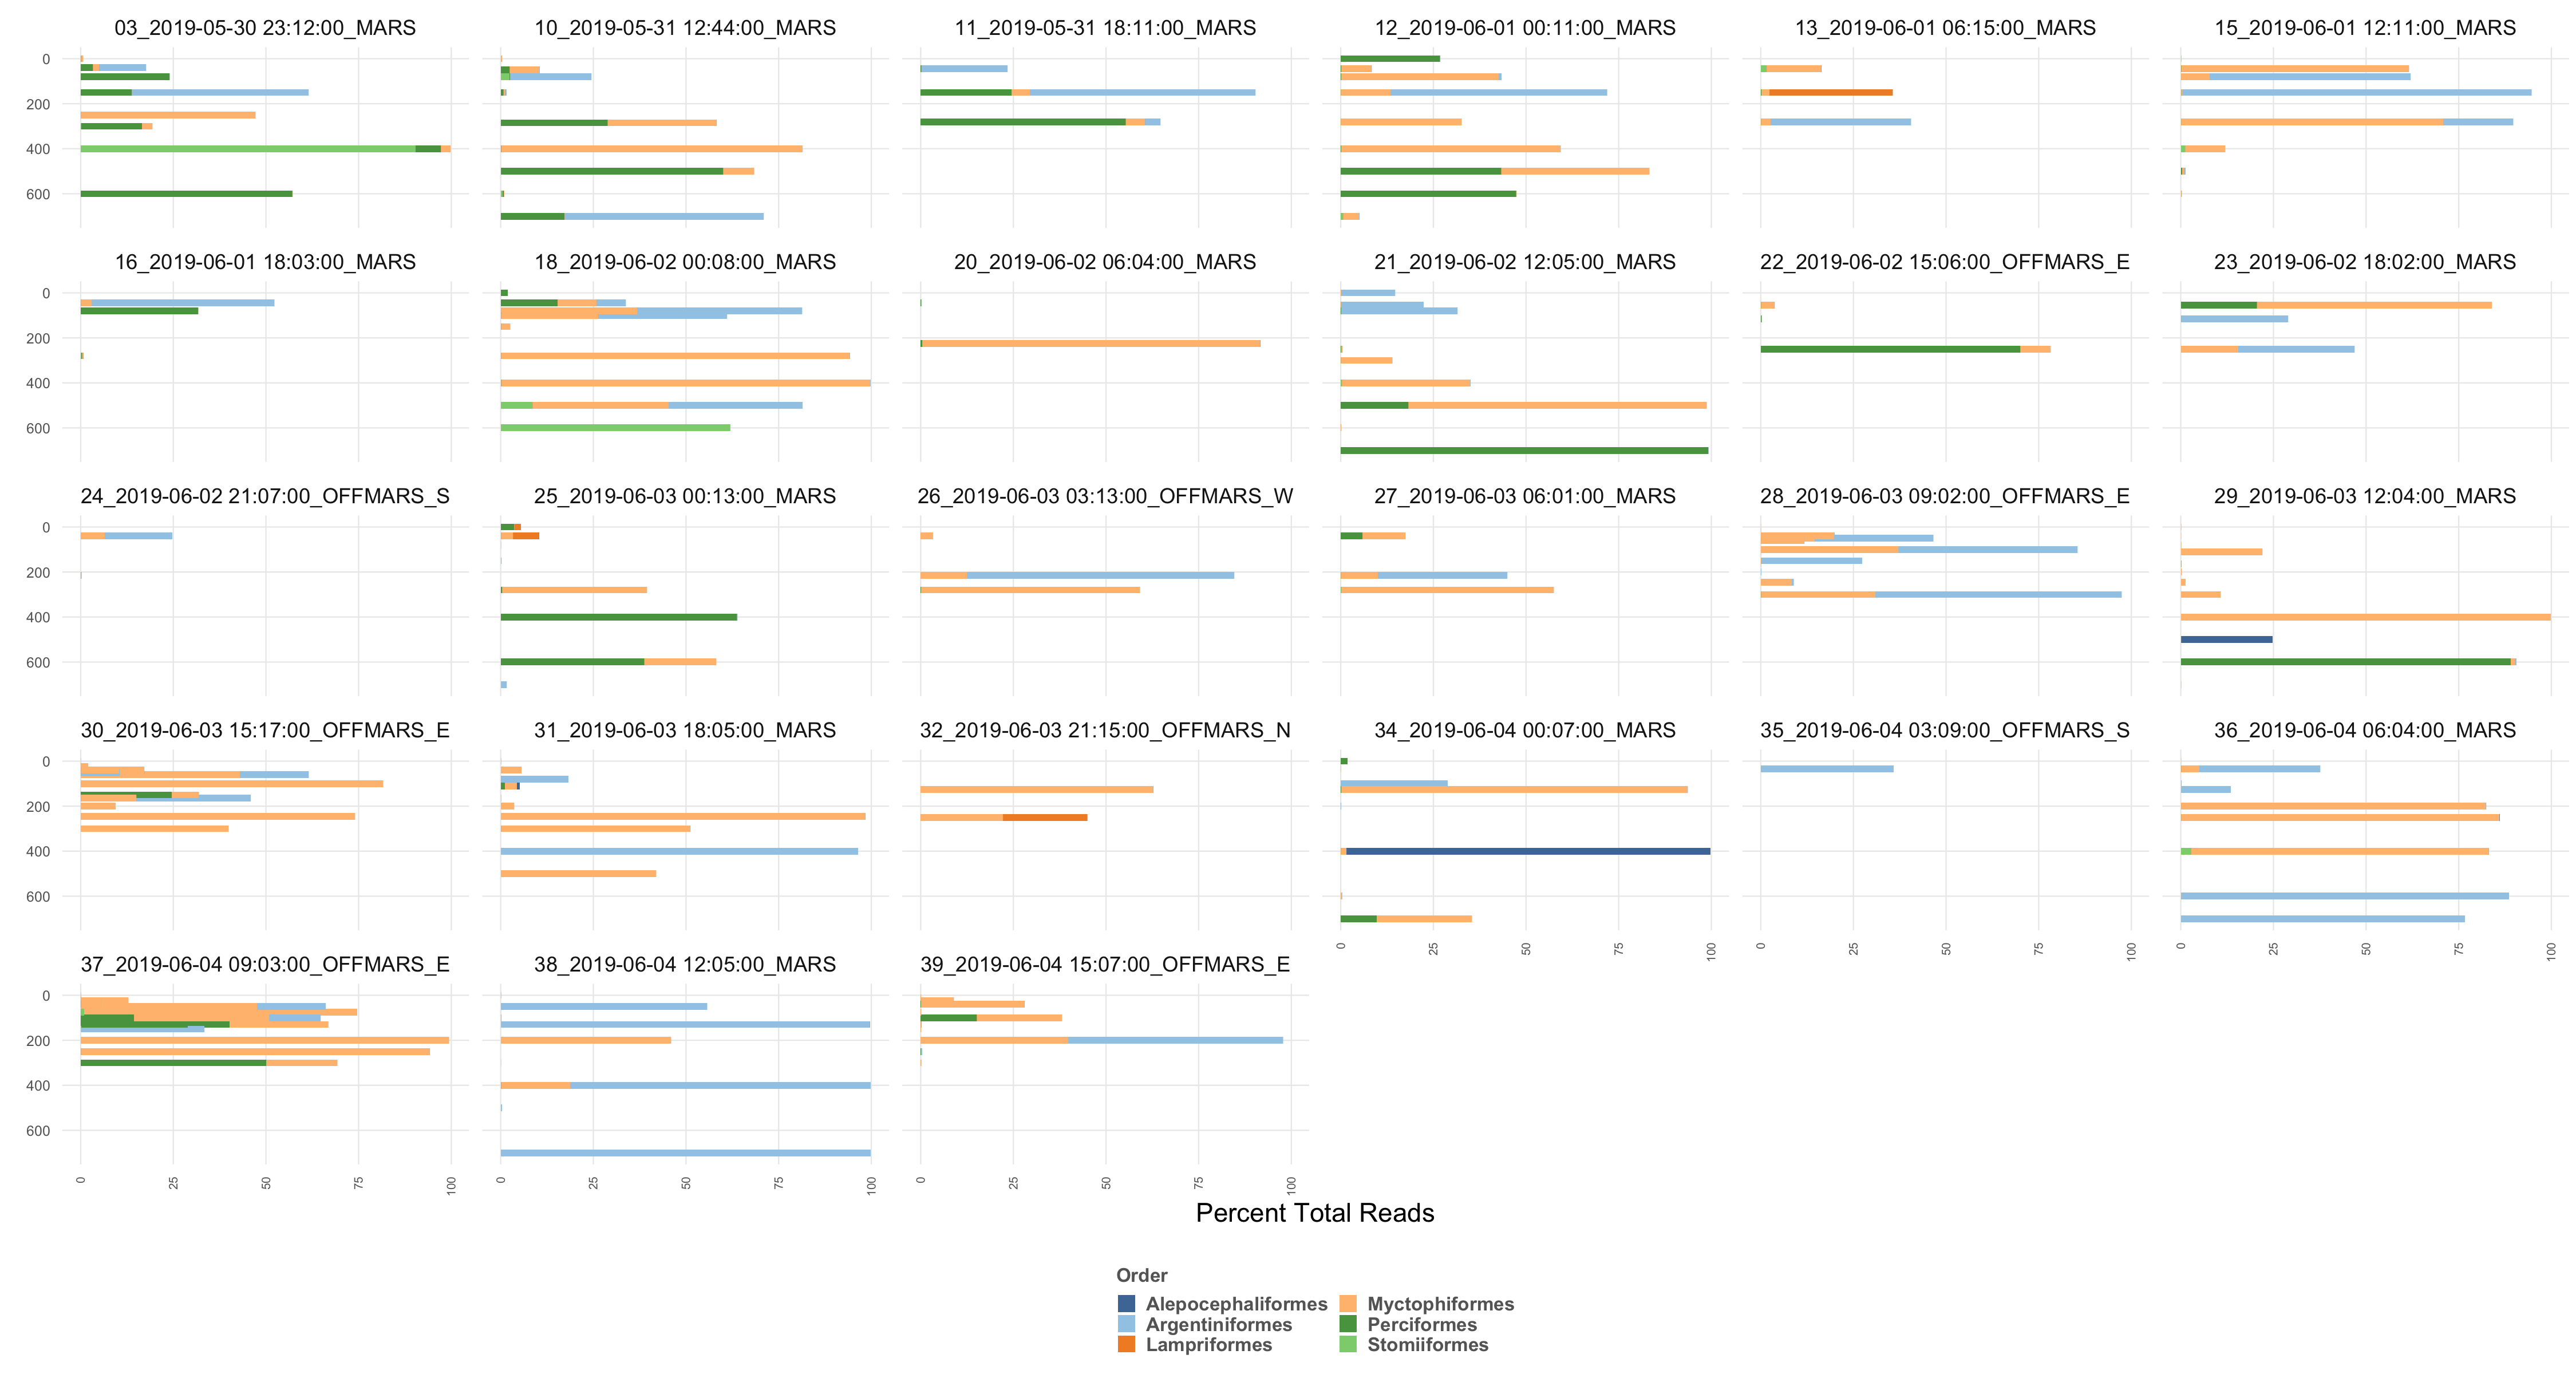 03_2019-05-30 23:12:00_MARS
10_2019-05-31 12:44:00_MARS
11_2019-05-31 18:11:00_MARS
12_2019-06-01 00:11:00_MARS
13_2019-06-01 06:15:00_MARS
15_2019-06-01 12:11:00_MARS
0
200
400
600
16_2019-06-01 18:03:00_MARS
18_2019-06-02 00:08:00_MARS
20_2019-06-02 06:04:00_MARS
21_2019-06-02 12:05:00_MARS
22_2019-06-02 15:06:00_OFFMARS_E
23_2019-06-02 18:02:00_MARS
0
200
400
600
24_2019-06-02 21:07:00_OFFMARS_S
25_2019-06-03 00:13:00_MARS
26_2019-06-03 03:13:00_OFFMARS_W
27_2019-06-03 06:01:00_MARS
28_2019-06-03 09:02:00_OFFMARS_E
29_2019-06-03 12:04:00_MARS
0
200
400
600
30_2019-06-03 15:17:00_OFFMARS_E
31_2019-06-03 18:05:00_MARS
32_2019-06-03 21:15:00_OFFMARS_N
34_2019-06-04 00:07:00_MARS
35_2019-06-04 03:09:00_OFFMARS_S
36_2019-06-04 06:04:00_MARS
0
200
400
600
0 25 50 75 100
0 25 50 75 100
0 25 50 75 100
37_2019-06-04 09:03:00_OFFMARS_E
38_2019-06-04 12:05:00_MARS
39_2019-06-04 15:07:00_OFFMARS_E
0
200
400
600
0 25 50 75 100
0 25 50 75 100
0 25 50 75 100
Percent Total Reads
Order
Alepocephaliformes
Argentiniformes
Lampriformes
Myctophiformes
Perciformes
Stomiiformes